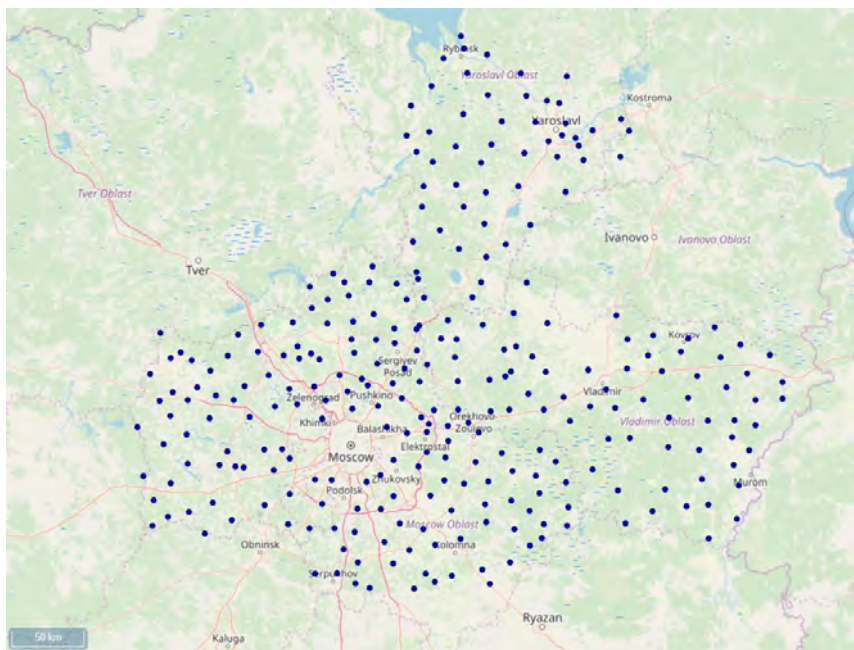 Rybinsk
Yaroslavl Oblast
Kostroma
Yaroslavl
Tver Oblast
Ivanovo
Ivanovo Oblast
Tver
Kovrov
Sergiyev
Posad
Vladimir
Zelenograd
Pushkino
Orekhovo
Zuyevo
Vladimir Oblast
Khimki
Balashikha
Elektrostal
Moscow
Zhukovsky
Murom
Podolsk
Moscow Oblast
Obninsk
Kolomna
Serpukhov
Ryazan
50 km
Kaluga